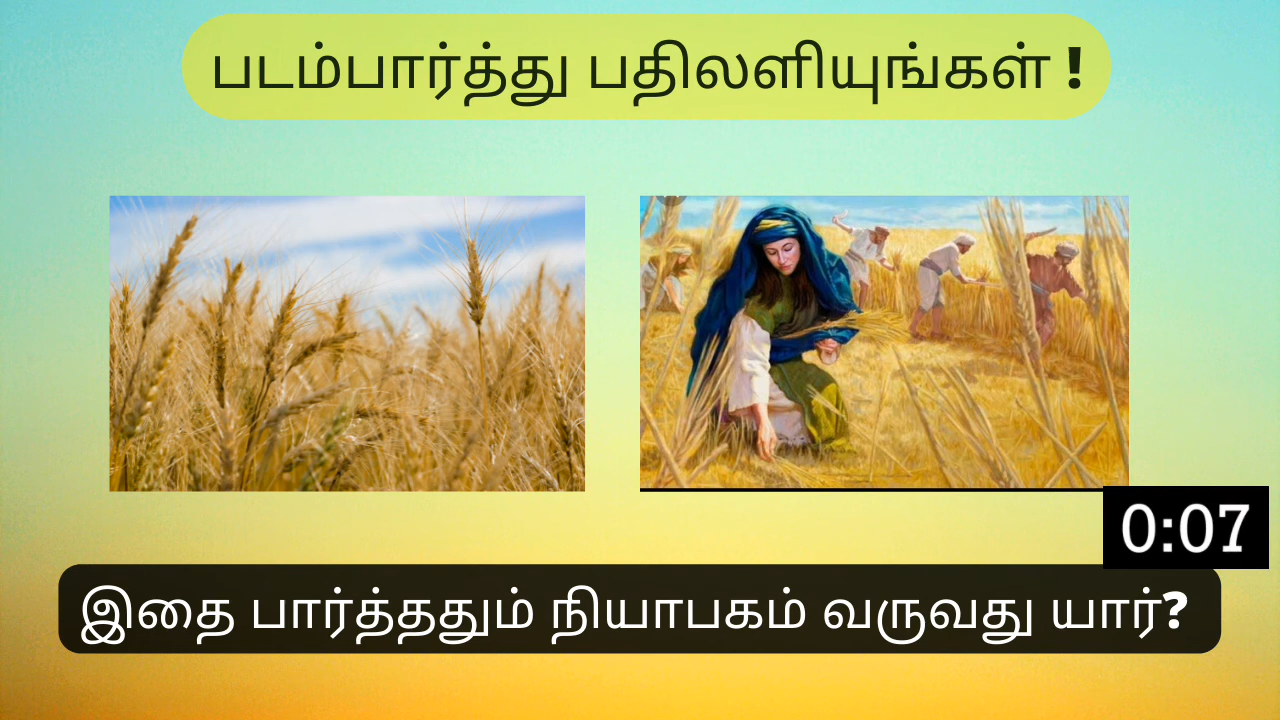 படம்பார்த்து பதிலளியுங்கள் !
0:07
இதை பார்த்ததும் நியாபகம் வருவது யார்?